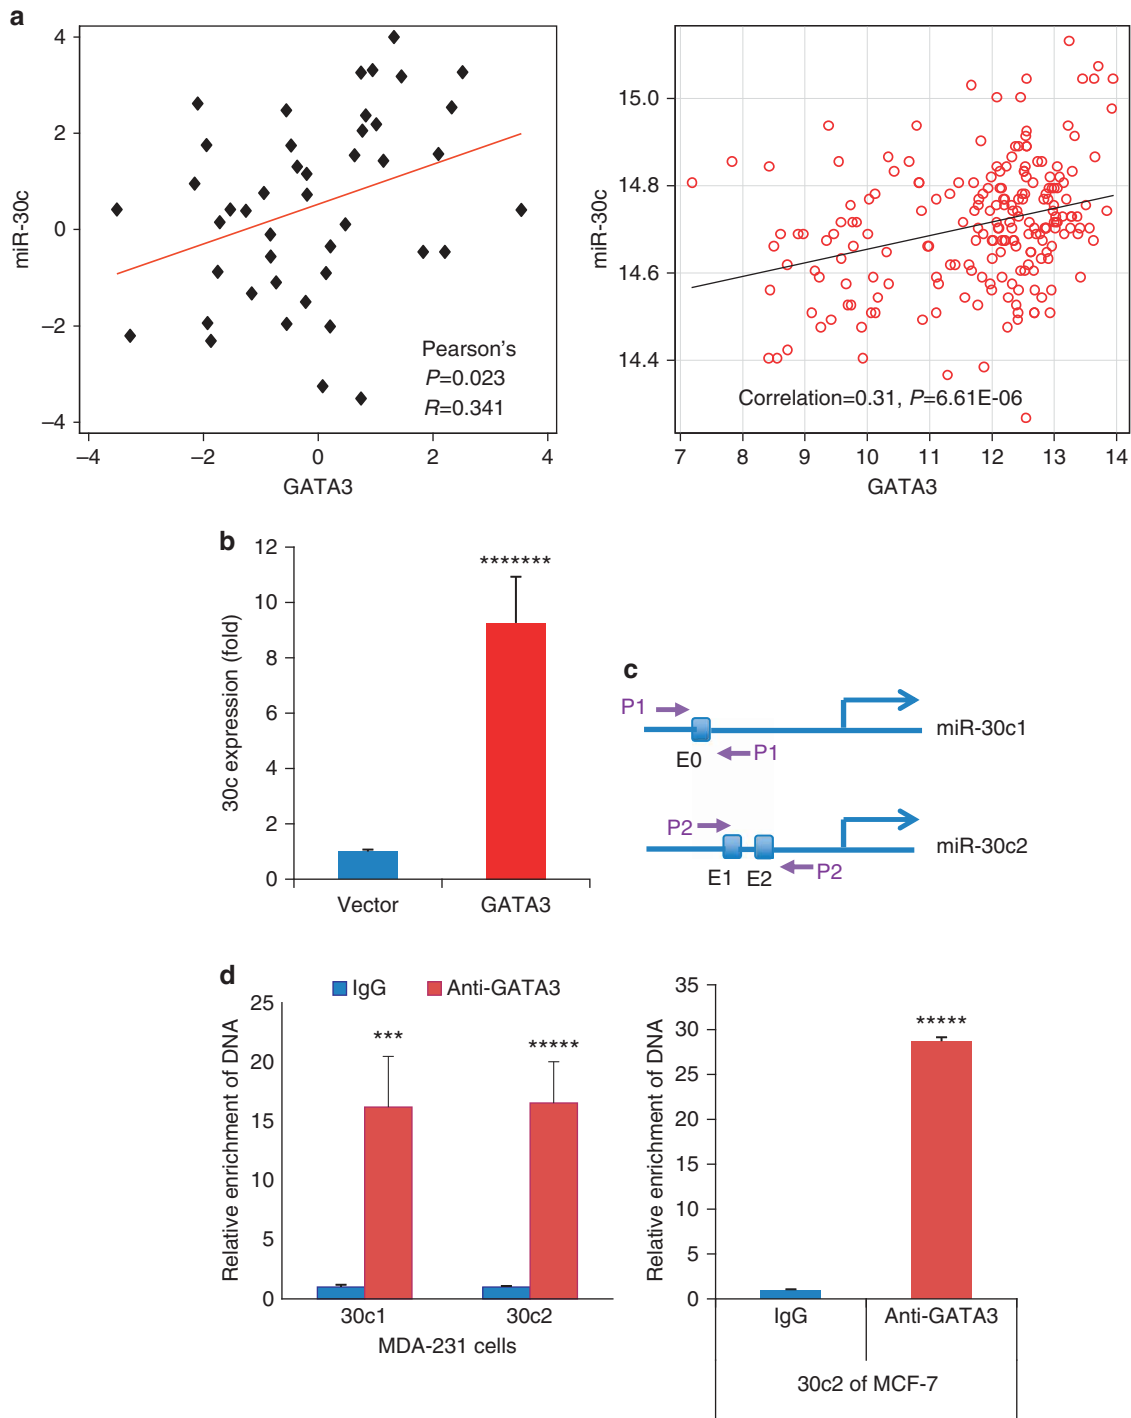 a
4
2
0
−2
−4
miR-30c
−4
−2
0
2
4
GATA3
Pearson's
P=0.023
R=0.341
15.0
14.8
14.6
14.4
miR-30c
7
8
9
10
11
12
13
14
GATA3
Correlation=0.31, P=6.61E-06
b
12
10
8
6
4
2
0
30c expression (fold)
*******
Vector
GATA3
c
P1
E0
P1
miR-30c1
P2
E1
E2
P2
miR-30c2
d
IgG
Anti-GATA3
25
20
15
10
5
0
Relative enrichment of DNA
***
*****
30c1
30c2
MDA-231 cells
35
30
25
20
15
10
5
0
Relative enrichment of DNA
*****
IgG
Anti-GATA3
30c2 of MCF-7